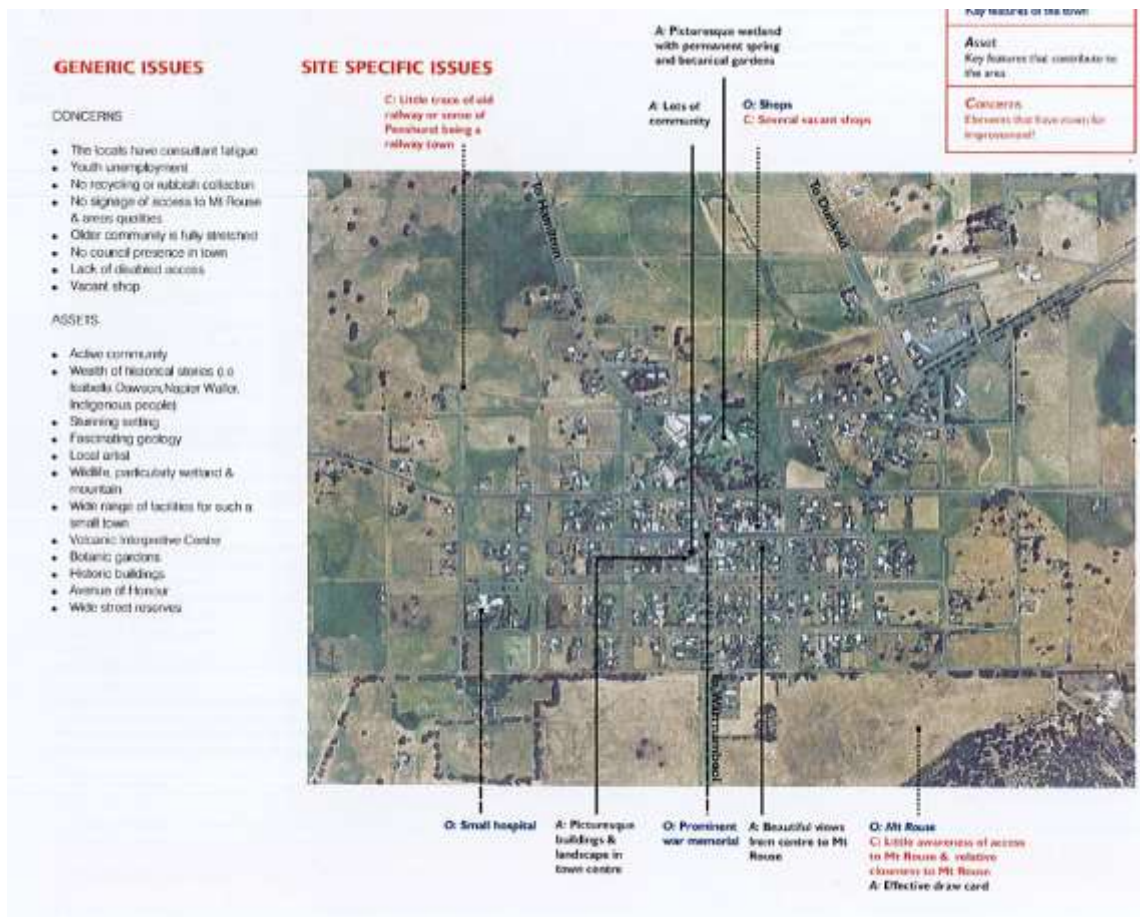 Key features of the town
Asset
Key features that contribute to
the area
Concerns
Elements that have room for
improvement!
GENERIC ISSUES
CONCERNS
• The locals have consultant fatigue
• Youth unemployment
• No recycling or rubbish collection
• No signage of access to Mt Rouse
& areas qualities
• Older community is fully stretched
• No council presence in town
• Lack of disabled access
• Vacant shop
ASSETS
• Active community
• Wealth of historical stories (i.e
Isabella Dawson, Napier Waller,
Indigenous people)
• Stunning setting
• Fascinating geology
• Local artist
• Wildlife, particularly wetland &
mountain
• Wide range of facilities for such a
small town
• Volcanic Interpretive Centre
• Botanic gardens
• Historic buildings
• Avenue of Honour
• Wide street reserves
SITE SPECIFIC ISSUES
C: Little trace of old
railway or sense of
Penshurst being a
railway town
A: Picturesque wetland
with permanent spring
and botanical gardens
A: Lots of
community
O: Shops
C: Several vacant shops
To Hamilton
To Dunkeld
To Warrnambool
O: Small hospital
A: Picturesque
buildings &
landscape in
town centre
O: Prominent
war memorial
A: Beautiful views
from centre to Mt
Rouse
O: Mt Rouse
C: Little awareness of access
to Mt Rouse & relative
closeness to Mt Rouse
A: Effective draw card